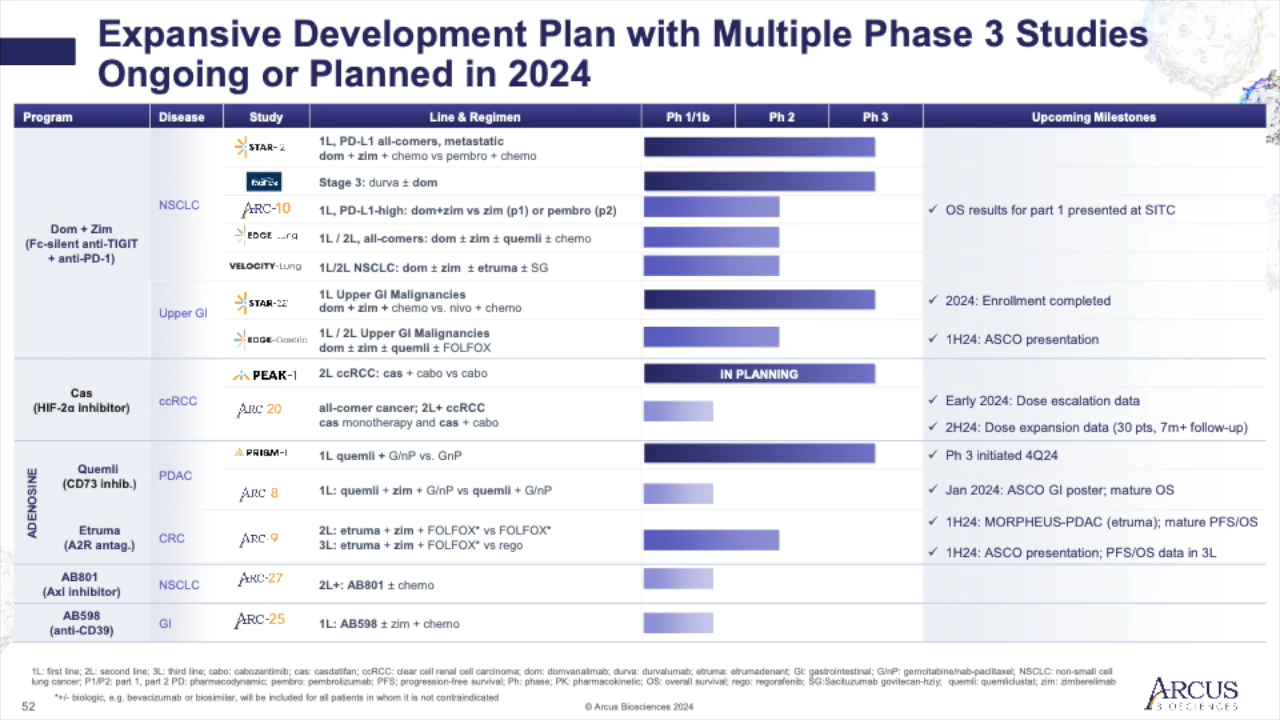 Expansive Development Plan with Multiple Phase 3 Studies
Ongoing or Planned in 2024
Program Disease Study Line & Regimen Ph 1/1b Ph 2 Ph 3 Upcoming Milestones
Dom + Zim
(Fc-silent anti-TIGIT
+ anti-PD-1)
NSCLC
STAR-
1L, PD-L1 all-comers, metastatic
dom + zim + chemo vs pembro + chemo
Stage 3: durva ± dom
ARC-10
1L, PD-L1-high: dom+zim vs zim (p1) or pembro (p2)
✓ OS results for part 1 presented at SITC
EDGE
1L / 2L, all-comers: dom ± zim ± quemli ± chemo
VELOCITY-Lung
1L/2L NSCLC: dom ± zim ± etruma ± SG
Upper GI
STAR-
1L Upper GI Malignancies
dom + zim + chemo vs. nivo + chemo
✓ 2024: Enrollment completed
EDGE-Gastric
1L / 2L Upper GI Malignancies
dom ± zim ± quemli ± FOLFOX
✓ 1H24: ASCO presentation
Cas
(HIF-2α inhibitor)
ccRCC
PEAK-1
2L ccRCC: cas + cabo vs cabo
IN PLANNING
ARC 20
all-comer cancer; 2L+ ccRCC
cas monotherapy and cas + cabo
✓ Early 2024: Dose escalation data
✓ 2H24: Dose expansion data (30 pts, 7m+ follow-up)
ADENOSINE
Quemli
(CD73 inhib.)
PDAC
PRISM-1
1L quemli + G/nP vs. GnP
✓ Ph 3 initiated 4Q24
ARC 8
1L: quemli + zim + G/nP vs quemli + G/nP
✓ Jan 2024: ASCO GI poster; mature OS
Etruma
(A2R antag.)
CRC
ARC-9
2L: etruma + zim + FOLFOX* vs FOLFOX*
3L: etruma + zim + FOLFOX* vs rego
✓ 1H24: MORPHEUS-PDAC (etruma); mature PFS/OS
✓ 1H24: ASCO presentation; PFS/OS data in 3L
AB801
(Axl inhibitor)
NSCLC
ARC-27
2L+: AB801 ± chemo
AB598
(anti-CD39)
GI
ARC-25
1L: AB598 ± zim + chemo
1L: first line; 2L: second line; 3L: third line; cabo: cabozantimib; cas: casdatifan; ccRCC: clear cell renal cell carcinoma; dom: domvanalimab; durva: durvalumab; etruma: etrumadenant; GI: gastrointestinal; G/nP: gemcitabine/nab-paclitaxel; NSCLC: non-small cell
lung cancer; P1/P2: part 1, part 2 PD: pharmacodynamic; pembro: pembrolizumab; PFS; progression-free survival; Ph: phase; PK: pharmacokinetic; OS: overall survival; rego: regorafenib; SG:Sacituzumab govitecan-hziy; quemli: quemliclustat; zim: zimberelimab
*+/- biologic, e.g. bevacizumab or biosimilar, will be included for all patients in whom it is not contraindicated
52
© Arcus Biosciences 2024
ARCUS
BIOSCIENCES